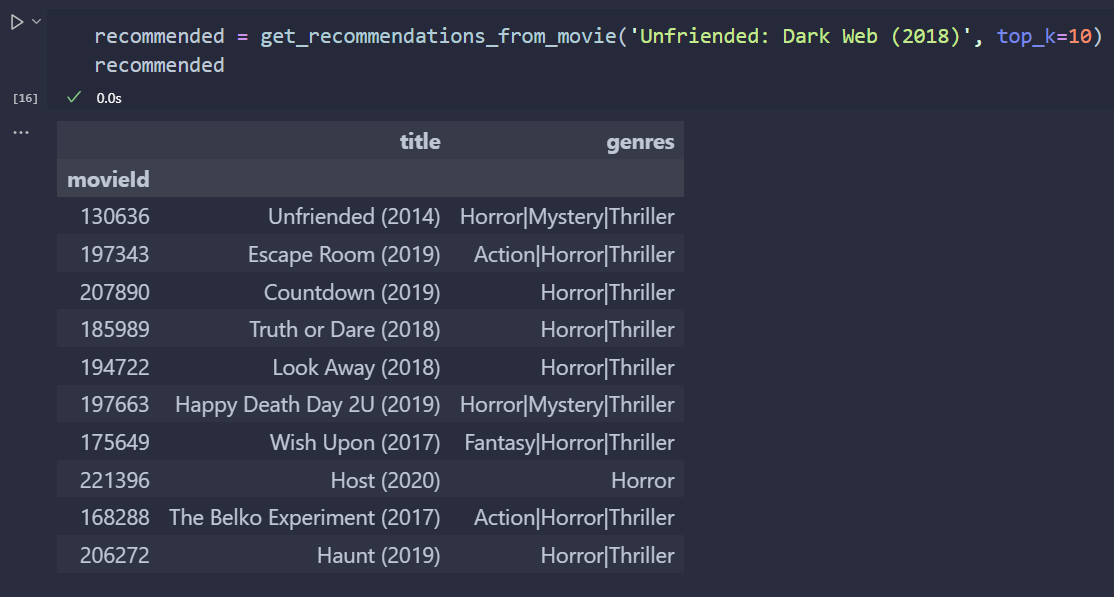 recommended = get_recommendations_from_movie('Unfriended: Dark Web (2018)', top_k=10)
recommended
[16] 0.0s
...
title genres
movieId
130636 Unfriended (2014) Horror|Mystery|Thriller
197343 Escape Room (2019) Action|Horror|Thriller
207890 Countdown (2019) Horror|Thriller
185989 Truth or Dare (2018) Horror|Thriller
194722 Look Away (2018) Horror|Thriller
197663 Happy Death Day 2U (2019) Horror|Mystery|Thriller
175649 Wish Upon (2017) Fantasy|Horror|Thriller
221396 Host (2020) Horror
168288 The Belko Experiment (2017) Action|Horror|Thriller
206272 Haunt (2019) Horror|Thriller